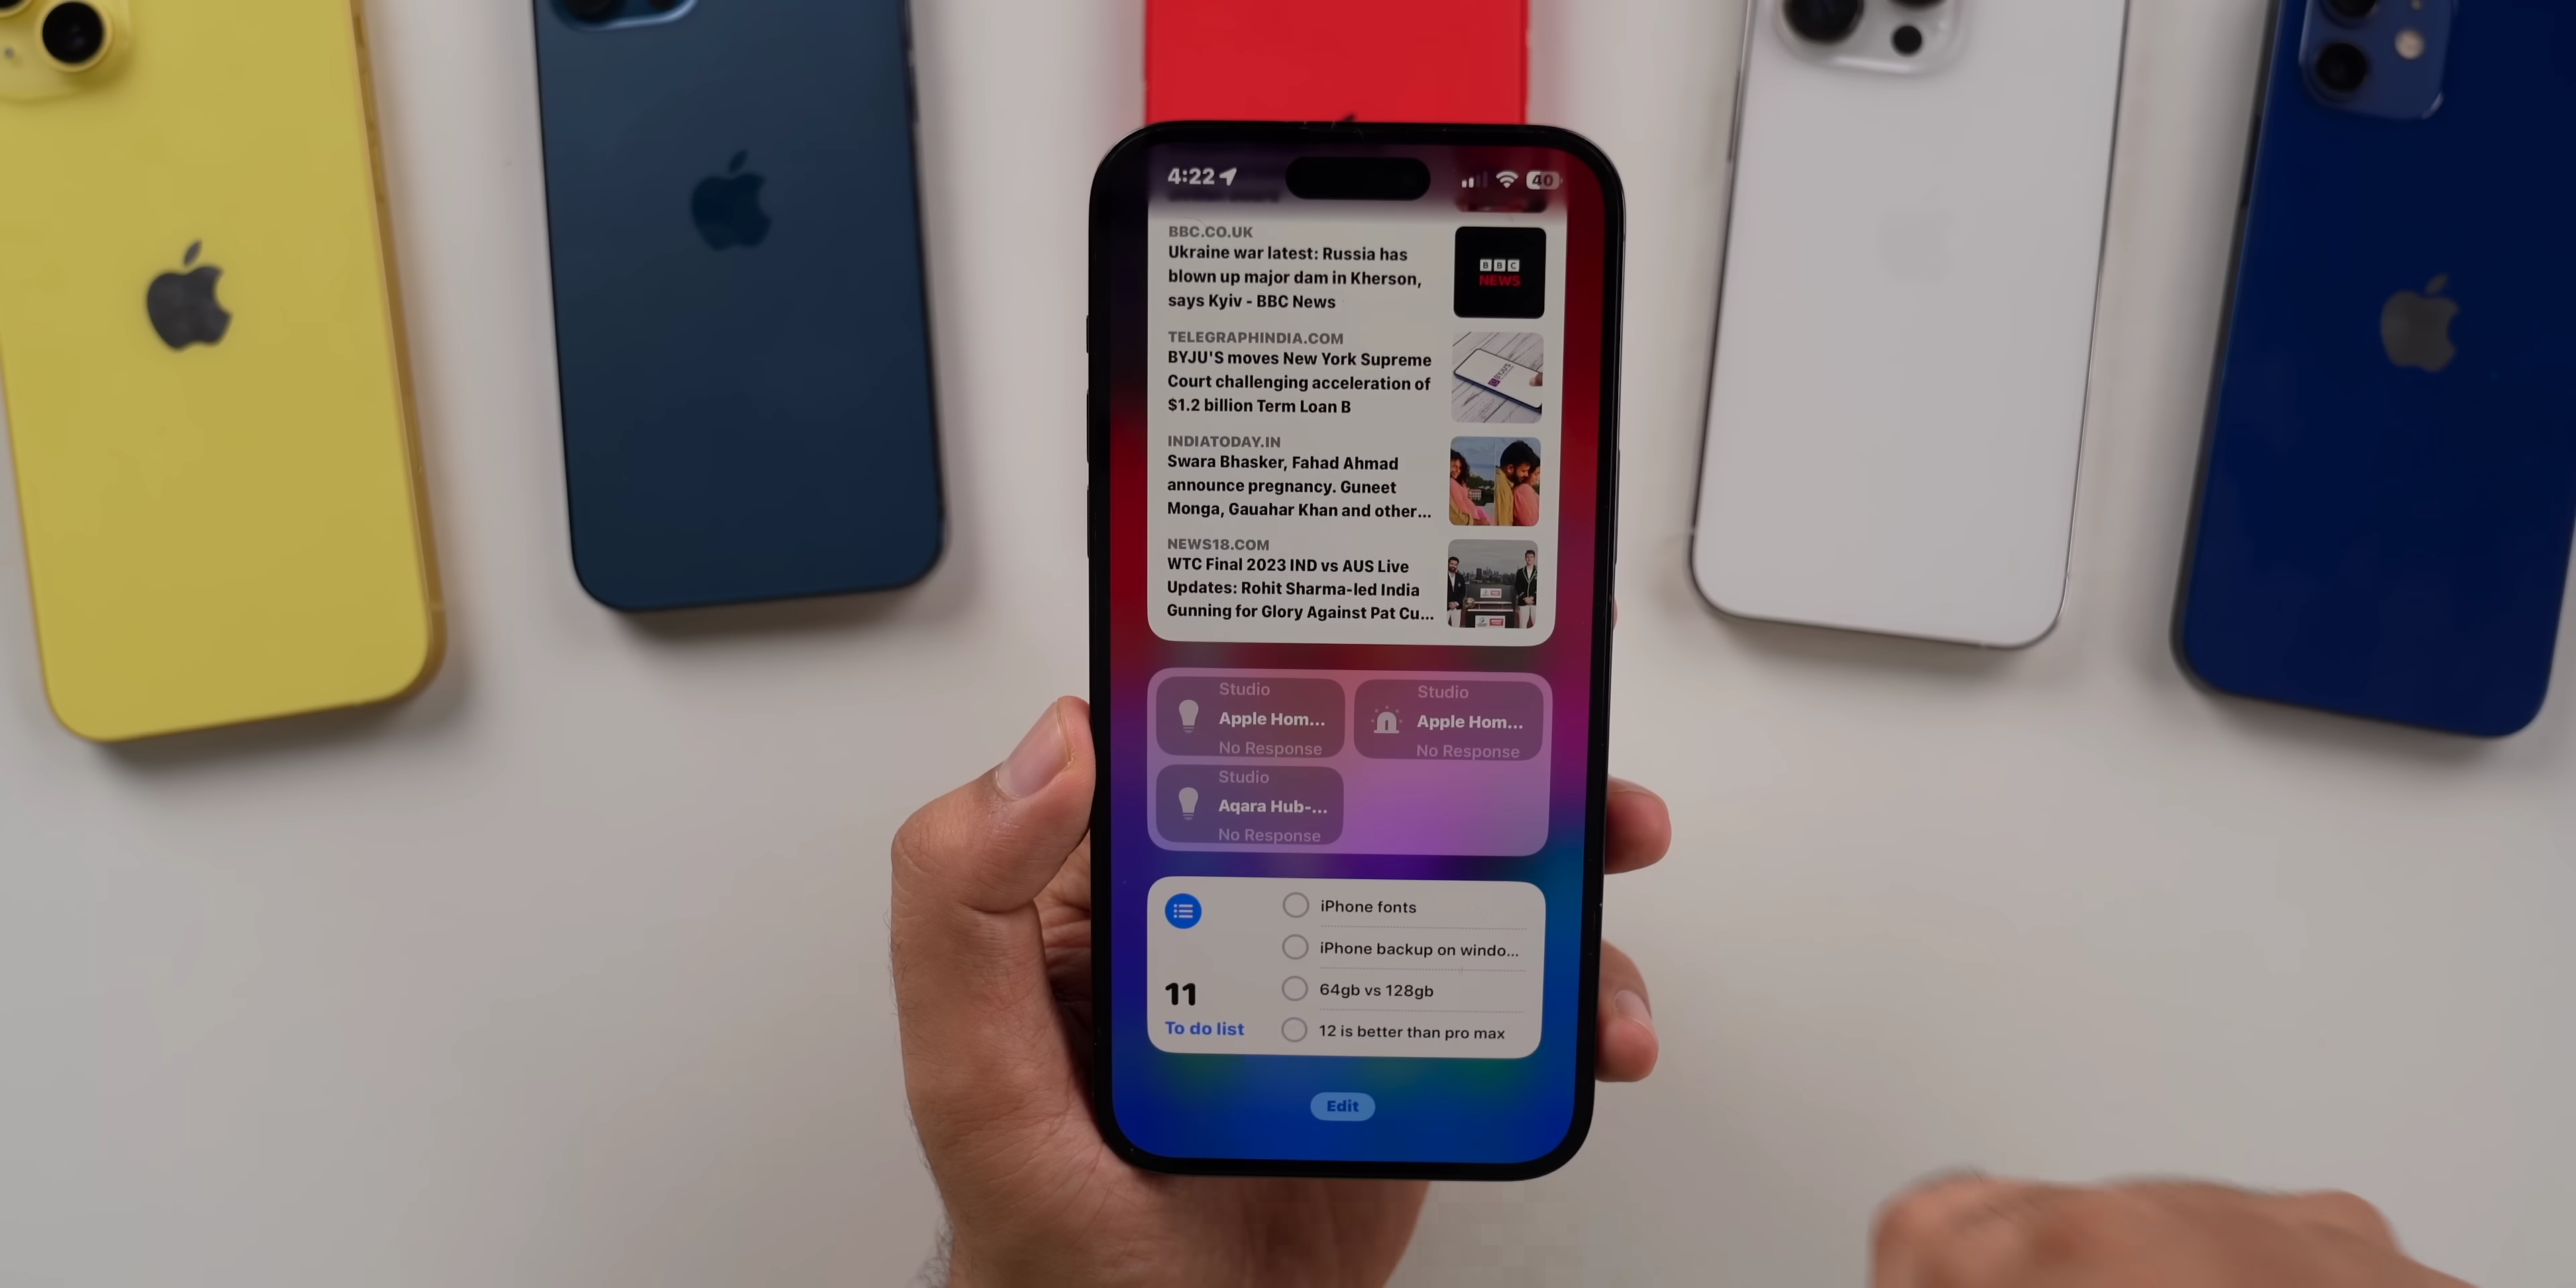 4:22
40
BBC.CO.UK
Ukraine war latest: Russia has
blown up major dam in Kherson,
says Kyiv - BBC News
BBC
NEWS
TELEGRAPHINDIA.COM
BYJU'S moves New York Supreme
Court challenging acceleration of
$1.2 billion Term Loan B
INDIATODAY.IN
Swara Bhasker, Fahad Ahmad
announce pregnancy. Guneet
Monga, Gauahar Khan and other...
NEWS18.COM
WTC Final 2023 IND vs AUS Live
Updates: Rohit Sharma-led India
Gunning for Glory Against Pat Cu...
Studio
Apple Hom...
No Response
Studio
Apple Hom...
No Response
Studio
Aqara Hub-...
No Response
iPhone fonts
iPhone backup on windo...
64gb vs 128gb
12 is better than pro max
11
To do list
Edit